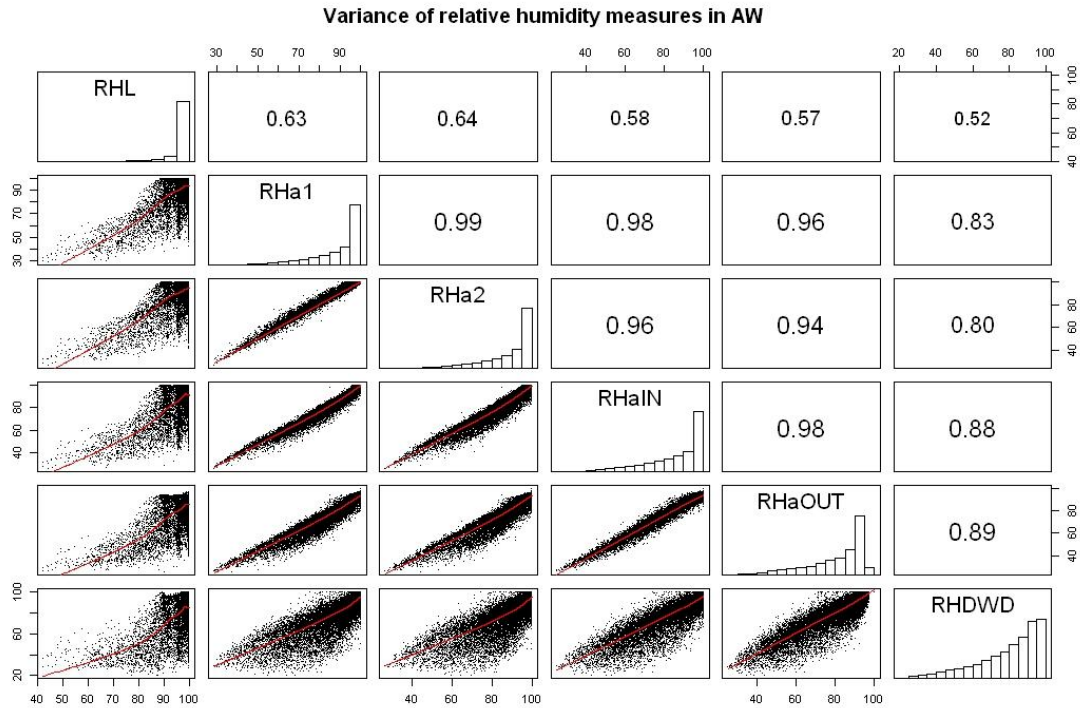 Variance of relative humidity measures in AW
30 50 70 90
40 60 80 100
20 40 60 80 100
RHL
0.63
0.64
0.58
0.57
0.52
40 60 80 100
30 50 70 90
RHa1
0.99
0.98
0.96
0.83
RHa2
0.96
0.94
0.80
40 60 80
40 60 80
RHaIN
0.98
0.88
RHaOUT
0.89
40 60 80
20 60 100
RHDWD
40 50 60 70 80 90 100
40 60 80 100
40 60 80 100